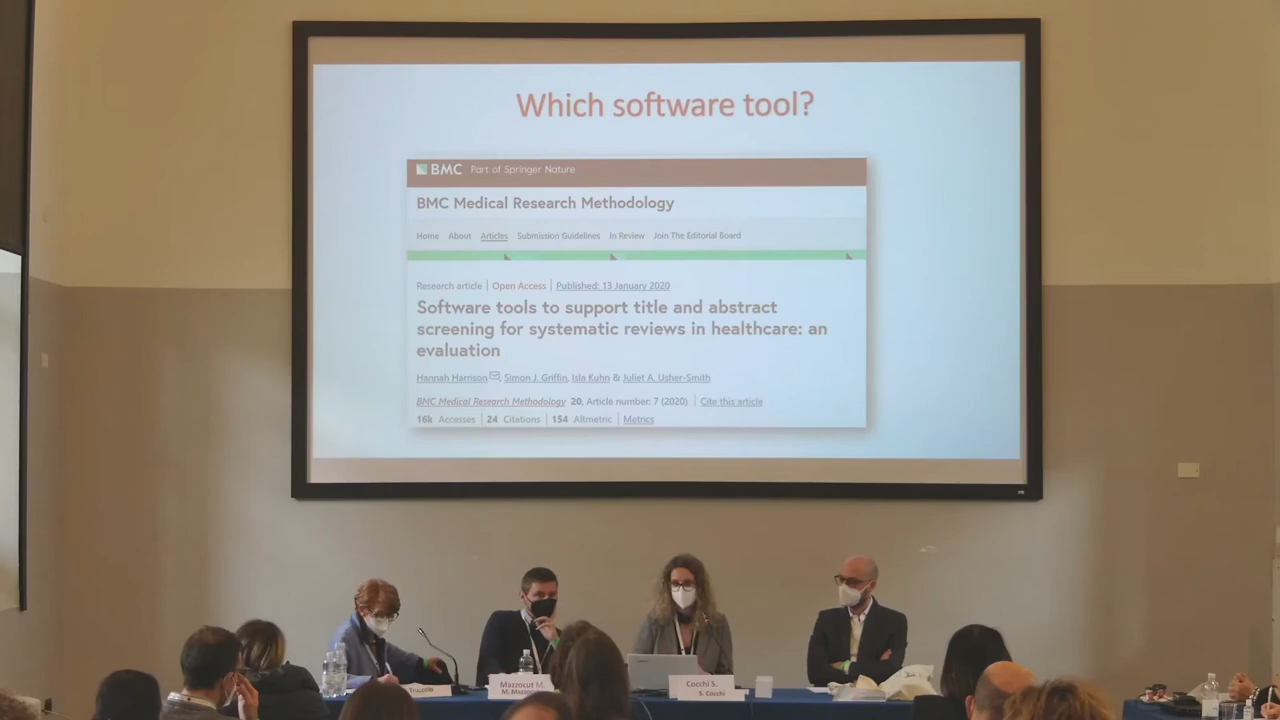 Which software tool?
BMC Part of Springer Nature
BMC Medical Research Methodology
Home About Articles Submission Guidelines In Review Join The Editorial Board
Research article | Open Access | Published: 13 January 2020
Software tools to support title and abstract
screening for systematic reviews in healthcare: an
evaluation
Hannah Harrison, Simon J. Griffin, Isla Kuhn & Juliet A. Usher-Smith
BMC Medical Research Methodology 20, Article number: 7 (2020) | Cite this article
16k Accesses | 24 Citations | 154 Altmetric | Metrics
Mazzocut M.
Cocchi S.
S. Cocchi